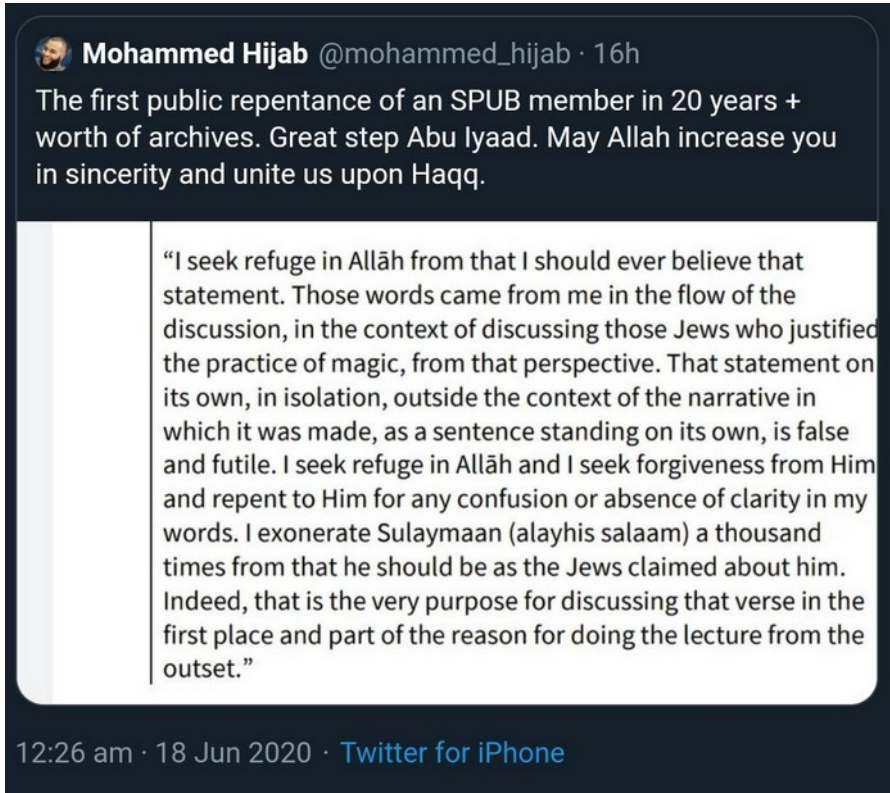 Mohammed Hijab @mohammed_hijab · 16h
The first public repentance of an SPUB member in 20 years +
worth of archives. Great step Abu Iyaad. May Allah increase you
in sincerity and unite us upon Haqq.
“I seek refuge in Allāh from that I should ever believe that
statement. Those words came from me in the flow of the
discussion, in the context of discussing those Jews who justified
the practice of magic, from that perspective. That statement on
its own, in isolation, outside the context of the narrative in
which it was made, as a sentence standing on its own, is false
and futile. I seek refuge in Allāh and I seek forgiveness from Him
and repent to Him for any confusion or absence of clarity in my
words. I exonerate Sulaymaan (alayhis salaam) a thousand
times from that he should be as the Jews claimed about him.
Indeed, that is the very purpose for discussing that verse in the
first place and part of the reason for doing the lecture from the
outset.”
12:26 am · 18 Jun 2020 · Twitter for iPhone